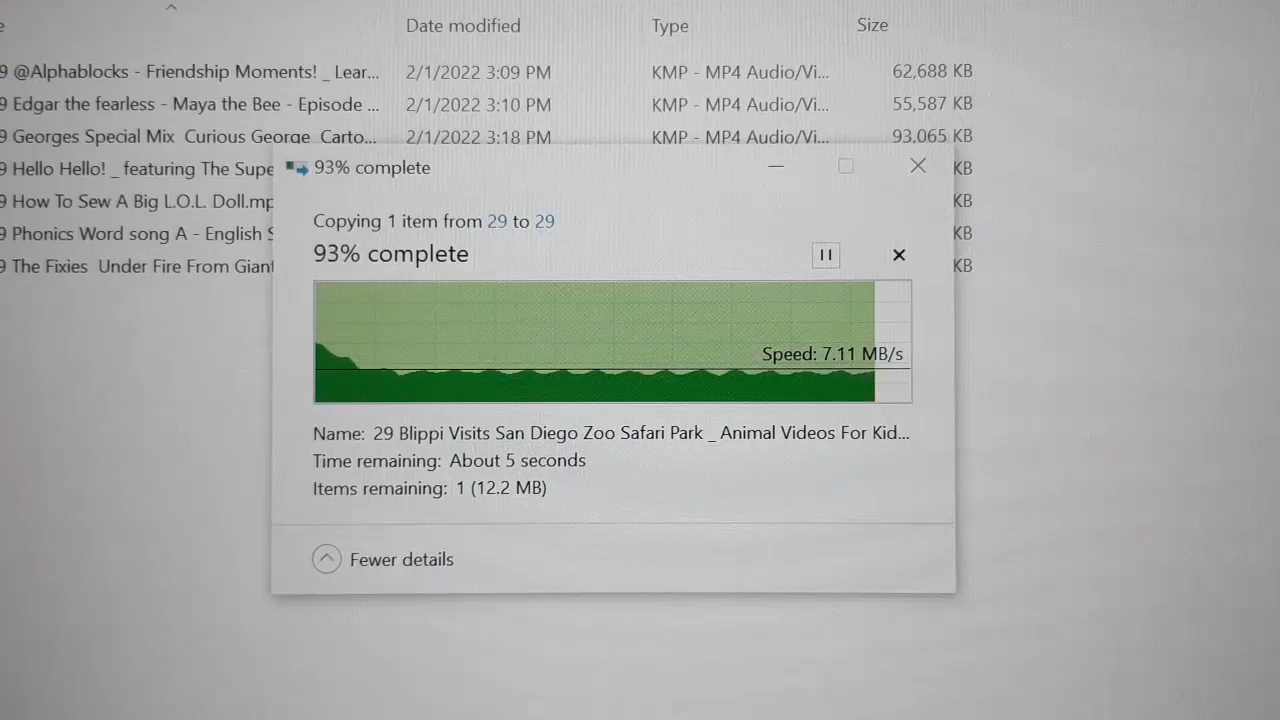 e Date modified Type Size
9 @Alphablocks - Friendship Moments! _ Lear... 2/1/2022 3:09 PM KMP - MP4 Audio/Vi... 62,688 KB
9 Edgar the fearless - Maya the Bee - Episode ... 2/1/2022 3:10 PM KMP - MP4 Audio/Vi... 55,587 KB
9 Georges Special Mix Curious George Carto... 2/1/2022 3:18 PM KMP - MP4 Audio/Vi... 93,065 KB
9 Hello Hello! _ featuring The Supe KB
9 How To Sew A Big L.O.L. Doll.mp KB
9 Phonics Word song A - English S KB
9 The Fixies Under Fire From Giant KB
93% complete
Copying 1 item from 29 to 29
93% complete
Speed: 7.11 MB/s
Name: 29 Blippi Visits San Diego Zoo Safari Park _ Animal Videos For Kid...
Time remaining: About 5 seconds
Items remaining: 1 (12.2 MB)
Fewer details